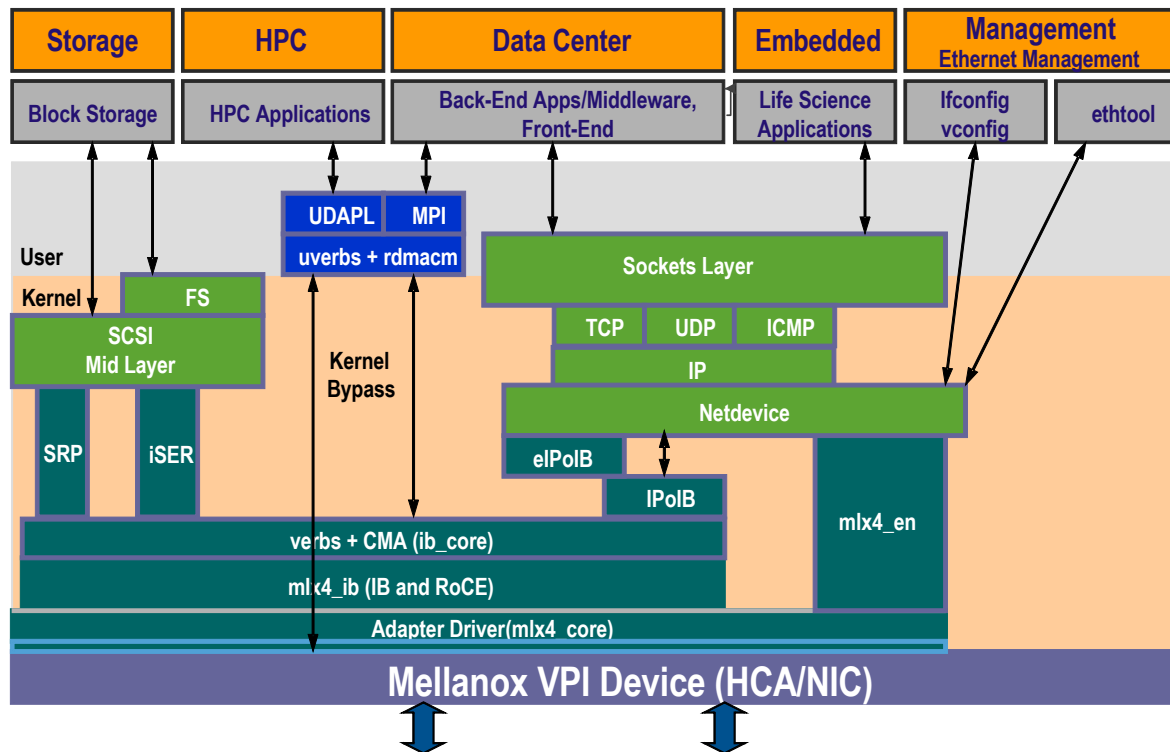 Storage
HPC
Data Center
Embedded
Management
Ethernet Management
Block Storage
HPC Applications
Back-End Apps/Middleware,
Front-End
Life Science
Applications
Ifconfig
vconfig
ethtool
UDAPL
MPI
uverbs + rdmacm
User
Sockets Layer
Kernel
FS
TCP
UDP
ICMP
SCSI
Mid Layer
Kernel
Bypass
IP
Netdevice
SRP
iSER
eIPoIB
IPoIB
mlx4_en
verbs + CMA (ib_core)
mlx4_ib (IB and RoCE)
Adapter Driver(mlx4_core)
Mellanox VPI Device (HCA/NIC)